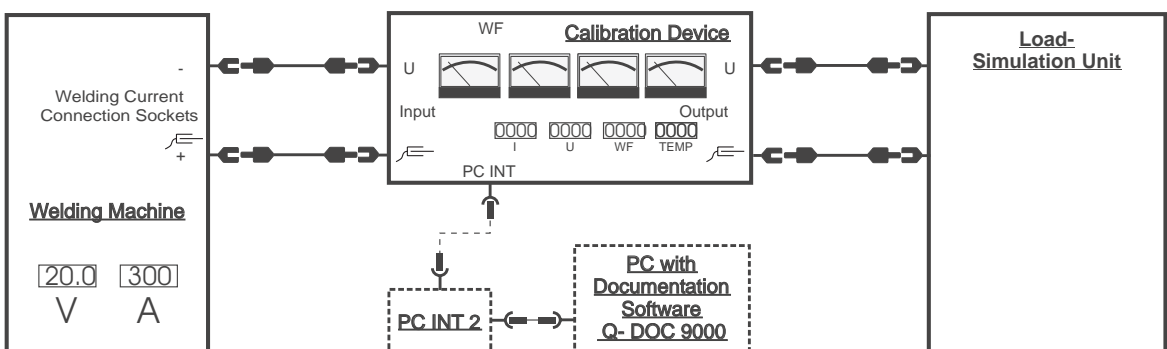 -
Welding Current
Connection Sockets
+
Welding Machine
20.0
300
V
A
WF
Calibration Device
U
U
Input
Output
0000
0000
0000
0000
I
U
WF
TEMP
PC INT
PC INT 2
PC with
Documentation
Software
Q- DOC 9000
Load-
Simulation Unit